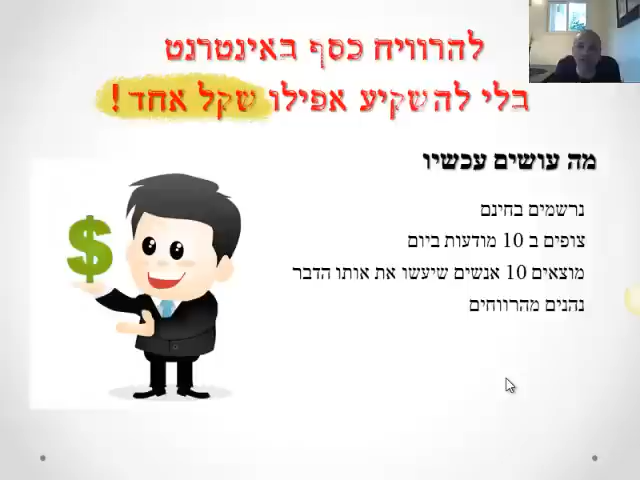 להרוויח כסף באינטרנט
בלי להשקיע אפילו שקל אחד !
מה עושים עכשיו
נרשמים בחינם
צופים ב 10 מודעות ביום
מוצאים 10 אנשים שיעשו את אותו הדבר
נהנים מהרווחים
$